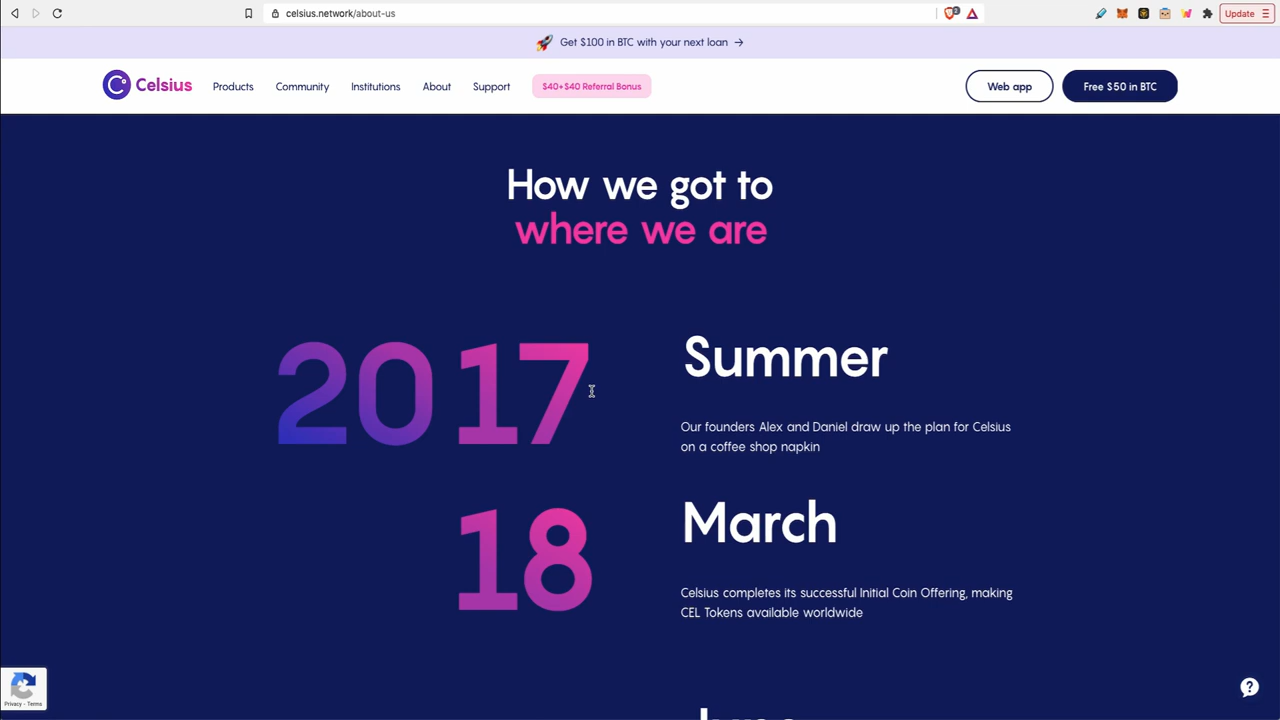 celsius.network/about-us
Update
Get $100 in BTC with your next loan →
Celsius
Products
Community
Institutions
About
Support
$40+$40 Referral Bonus
Web app
Free $50 in BTC
How we got to
where we are
2017
Summer
Our founders Alex and Daniel draw up the plan for Celsius
on a coffee shop napkin
18
March
Celsius completes its successful Initial Coin Offering, making
CEL Tokens available worldwide
Privacy - Terms